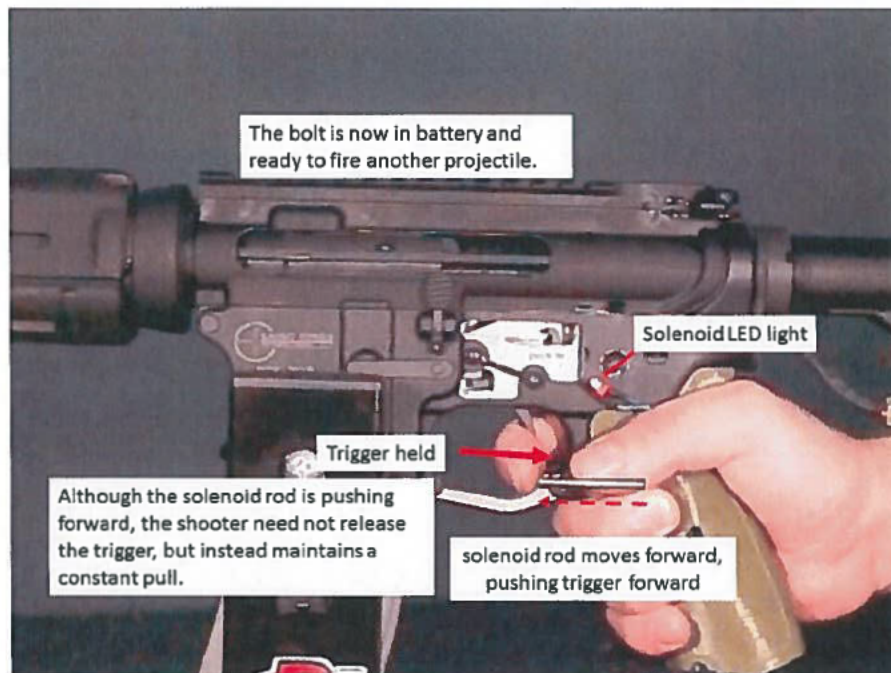 The bolt is now in battery and
ready to fire another projectile.
Solenoid LED light
Trigger held
Although the solenoid rod is pushing
forward, the shooter need not release
the trigger, but instead maintains a
constant pull.
solenoid rod moves forward,
pushing trigger forward